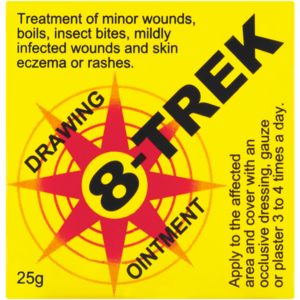 Treatment of minor wounds,
boils, insect bites, mildly
infected wounds and skin
eczema or rashes.
DRAWING
8-TREK
OINTMENT
Apply to the affected
area and cover with an
occlusive dressing, gauze
or plaster 3 to 4 times a day.
25g